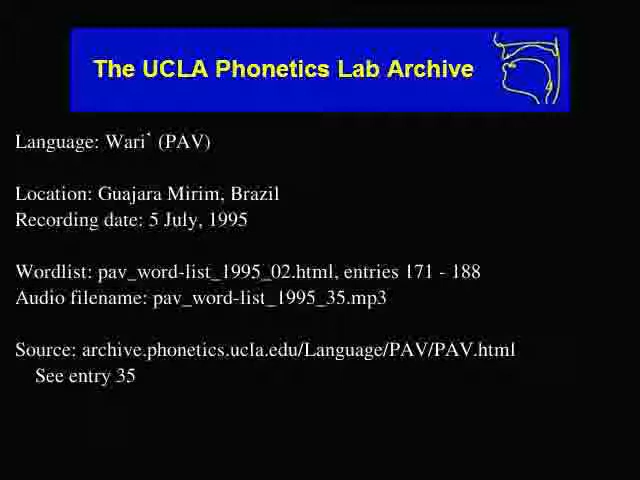 The UCLA Phonetics Lab Archive
Language: Wari` (PAV)
Location: Guajara Mirim, Brazil
Recording date: 5 July, 1995
Wordlist: pav_word-list_1995_02.html, entries 171 - 188
Audio filename: pav_word-list_1995_35.mp3
Source: archive.phonetics.ucla.edu/Language/PAV/PAV.html
See entry 35